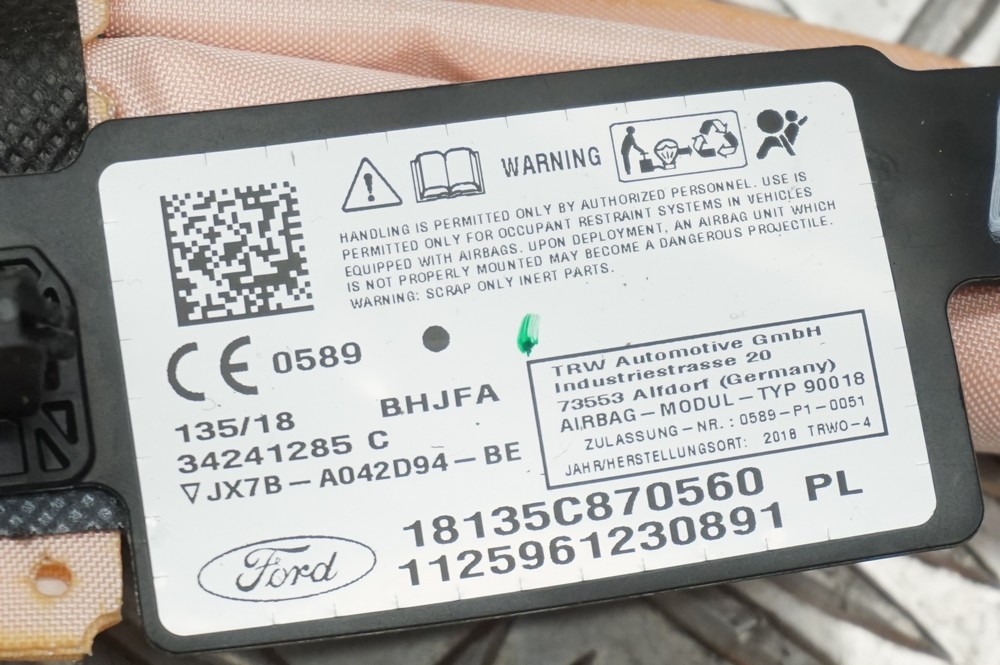 WARNING
HANDLING IS PERMITTED ONLY BY AUTHORIZED PERSONNEL. USE IS
PERMITTED ONLY FOR OCCUPANT RESTRAINT SYSTEMS IN VEHICLES
EQUIPPED WITH AIRBAGS. UPON DEPLOYMENT, AN AIRBAG UNIT WHICH
IS NOT PROPERLY MOUNTED MAY BECOME A DANGEROUS PROJECTILE.
WARNING: SCRAP ONLY INERT PARTS.
CE 0589
135/18 BHJFA
34241285 C
JX7B-A042D94-BE
TRW Automotive GmbH
Industriestrasse 20
73553 Alfdorf (Germany)
AIRBAG-MODUL-TYP 90018
ZULASSUNG-NR.: 0589-P1-0051
JAHR/HERSTELLUNGSORT: 2018 TRWO-4
18135C870560 PL
1125961230891
Ford